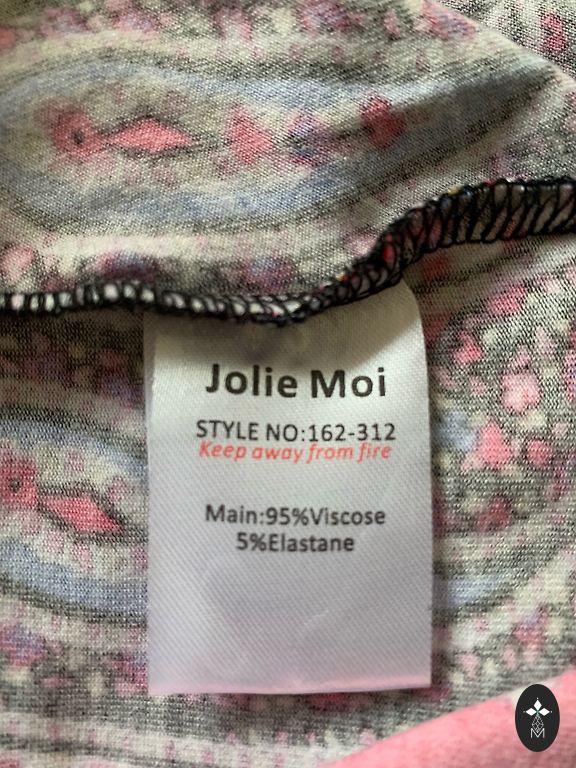 Jolie Moi
STYLE NO:162-312
Keep away from fire
Main:95%Viscose
5%Elastane